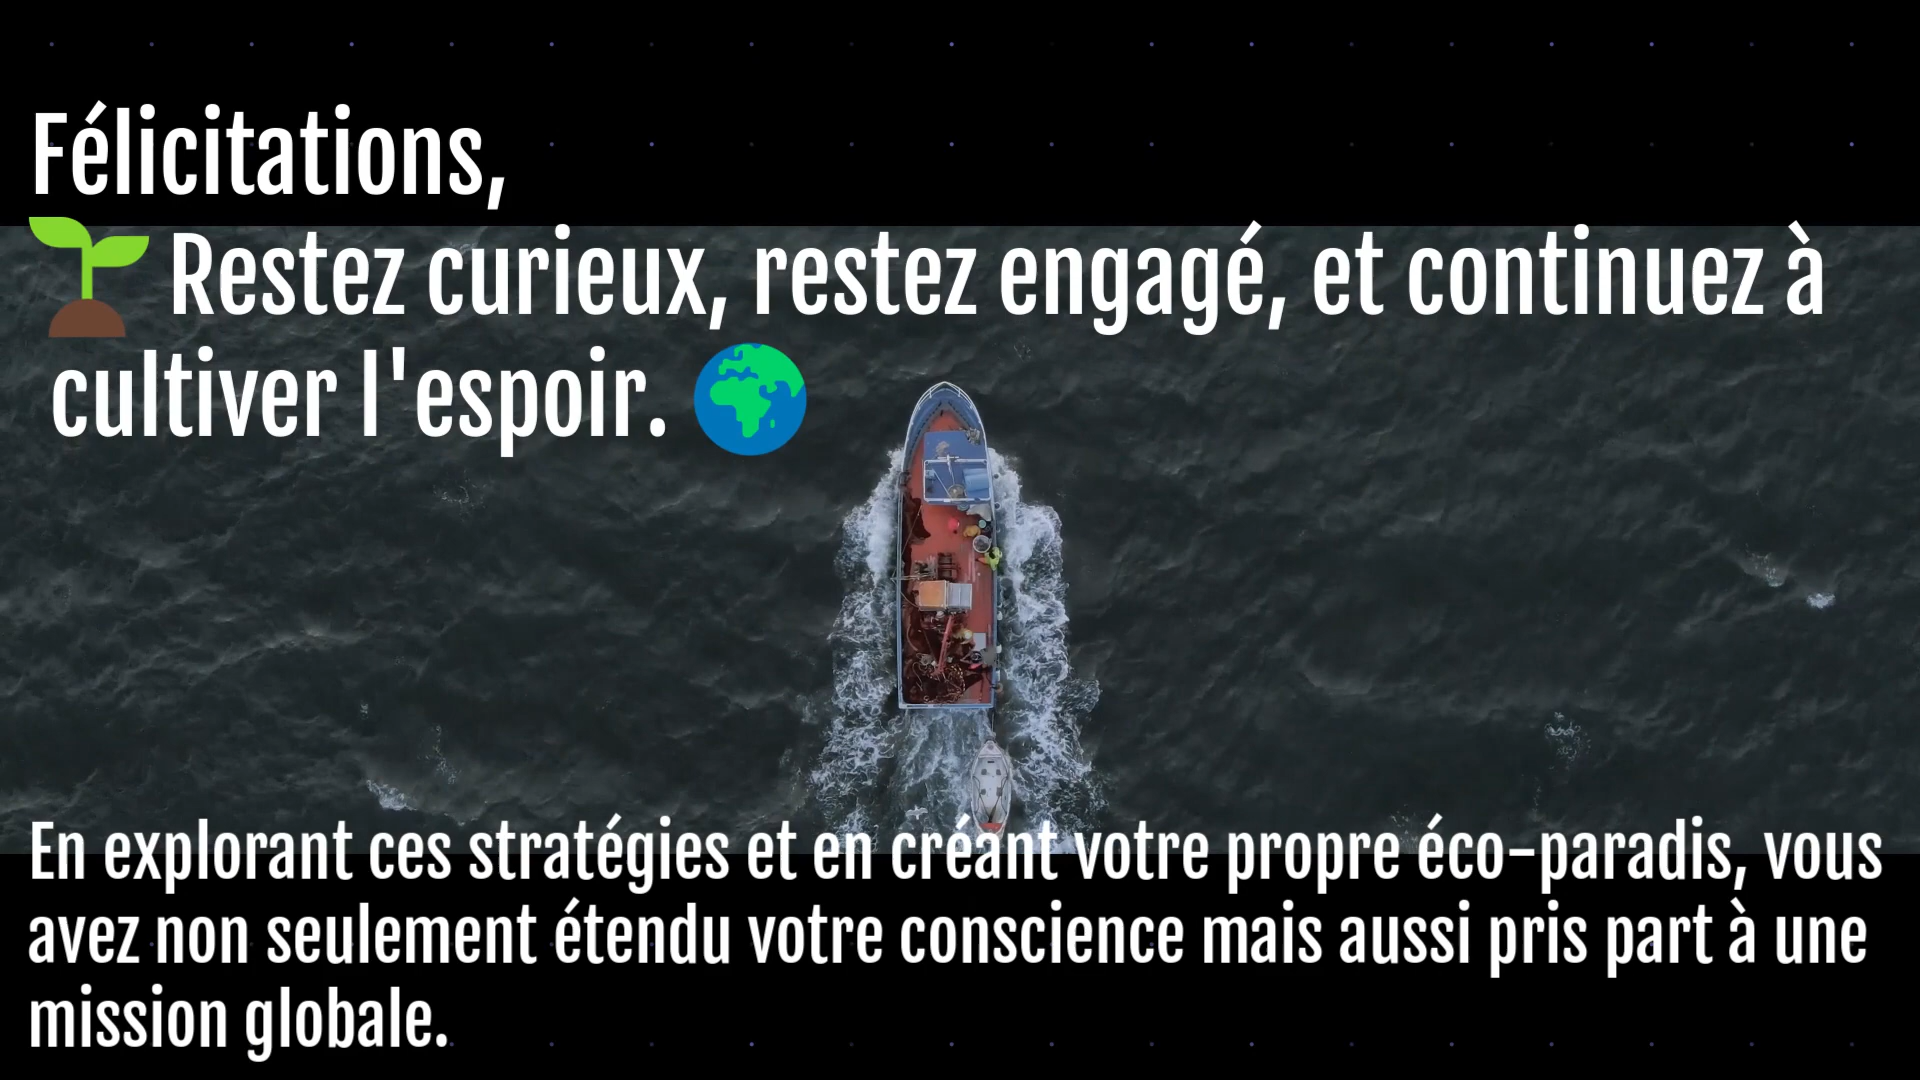 Félicitations,
🌱 Restez curieux, restez engagé, et continuez à
cultiver l'espoir. 🌍
En explorant ces stratégies et en créant votre propre éco-paradis, vous
avez non seulement étendu votre conscience mais aussi pris part à une
mission globale.